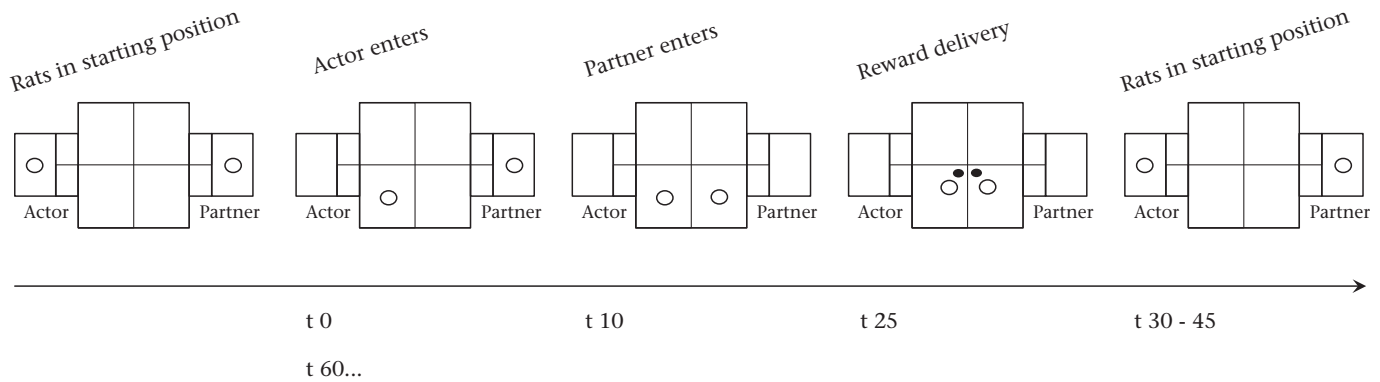 Rats in starting position
Actor enters
Partner enters
Reward delivery
Rats in starting position
Actor
Partner
Actor
Partner
Actor
Partner
Actor
Partner
Actor
Partner
t 0
t 10
t 25
t 30 - 45
t 60...